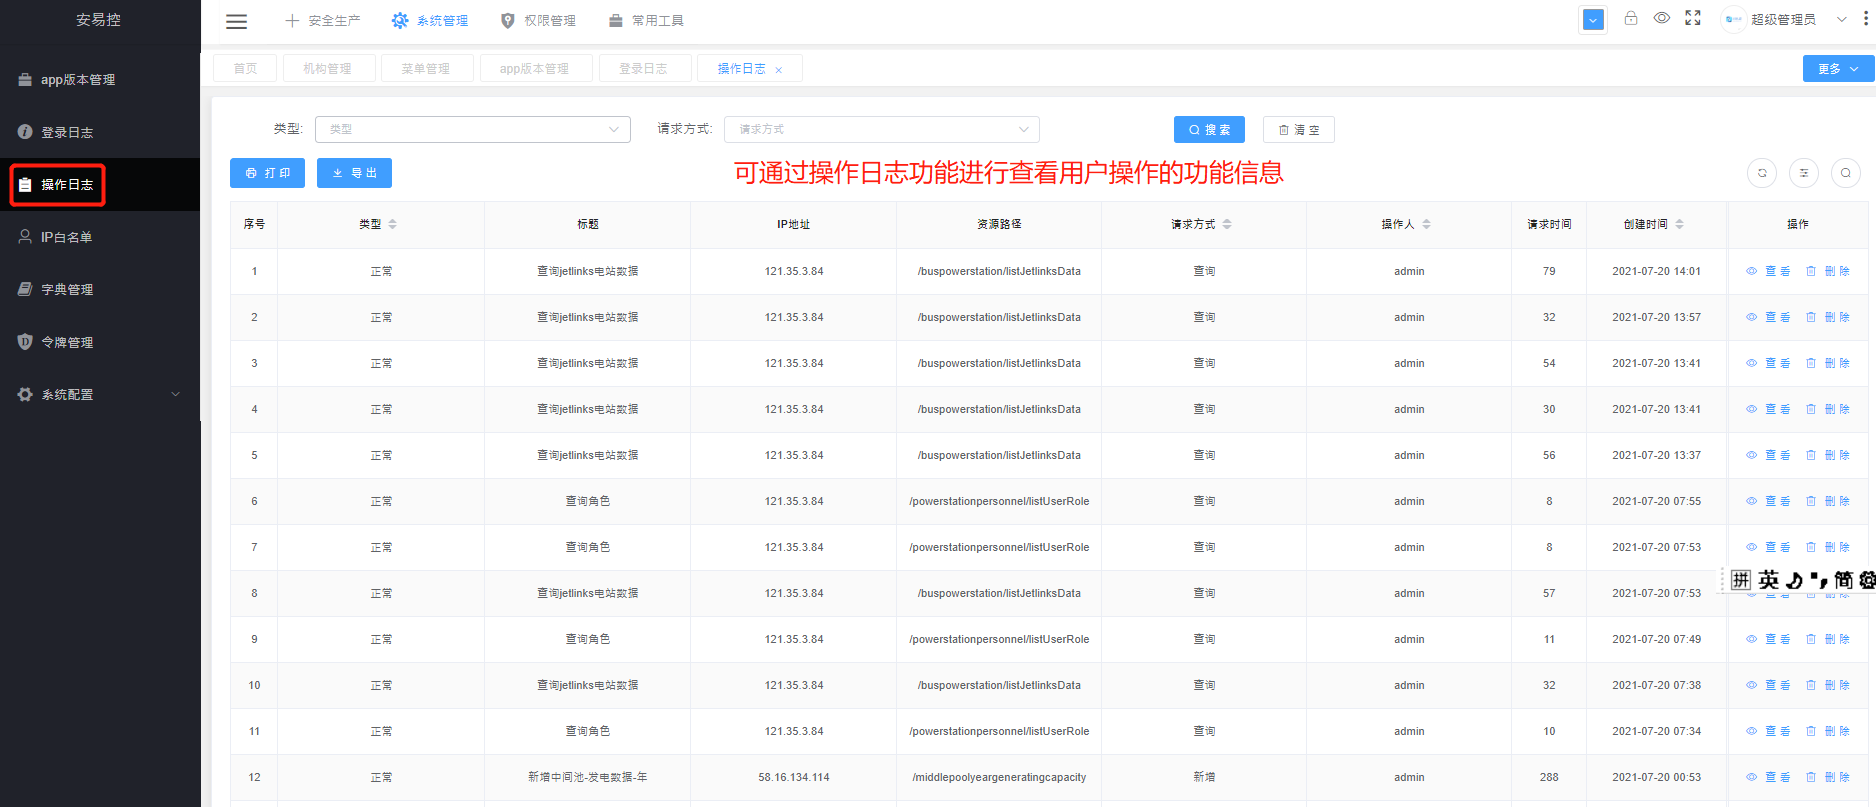 安易控
安全生产 系统管理 权限管理 常用工具 超级管理员
首页 机构管理 菜单管理 app版本管理 登录日志 操作日志 × 更多
app版本管理
登录日志
操作日志
IP白名单
字典管理
令牌管理
系统配置
类型: 类型 请求方式: 请求方式 搜索 清空
打印 导出
可通过操作日志功能进行查看用户操作的功能信息
序号 类型 标题 IP地址 资源路径 请求方式 操作人 请求时间 创建时间 操作
1 正常 查询jetlinks电站数据 121.35.3.84 /buspowerstation/listJetlinksData 查询 admin 79 2021-07-20 14:01 查看 删除
2 正常 查询jetlinks电站数据 121.35.3.84 /buspowerstation/listJetlinksData 查询 admin 32 2021-07-20 13:57 查看 删除
3 正常 查询jetlinks电站数据 121.35.3.84 /buspowerstation/listJetlinksData 查询 admin 54 2021-07-20 13:41 查看 删除
4 正常 查询jetlinks电站数据 121.35.3.84 /buspowerstation/listJetlinksData 查询 admin 30 2021-07-20 13:41 查看 删除
5 正常 查询jetlinks电站数据 121.35.3.84 /buspowerstation/listJetlinksData 查询 admin 56 2021-07-20 13:37 查看 删除
6 正常 查询角色 121.35.3.84 /powerstationpersonnel/listUserRole 查询 admin 8 2021-07-20 07:55 查看 删除
7 正常 查询角色 121.35.3.84 /powerstationpersonnel/listUserRole 查询 admin 8 2021-07-20 07:53 查看 删除
拼 英 简
8 正常 查询jetlinks电站数据 121.35.3.84 /buspowerstation/listJetlinksData 查询 admin 57 2021-07-20 07:53 查看 删除
9 正常 查询角色 121.35.3.84 /powerstationpersonnel/listUserRole 查询 admin 11 2021-07-20 07:49 查看 删除
10 正常 查询jetlinks电站数据 121.35.3.84 /buspowerstation/listJetlinksData 查询 admin 32 2021-07-20 07:38 查看 删除
11 正常 查询角色 121.35.3.84 /powerstationpersonnel/listUserRole 查询 admin 10 2021-07-20 07:34 查看 删除
12 正常 新增中间池-发电数据-年 58.16.134.114 /middlepoolyeargeneratingcapacity 新增 admin 288 2021-07-20 00:53 查看 删除